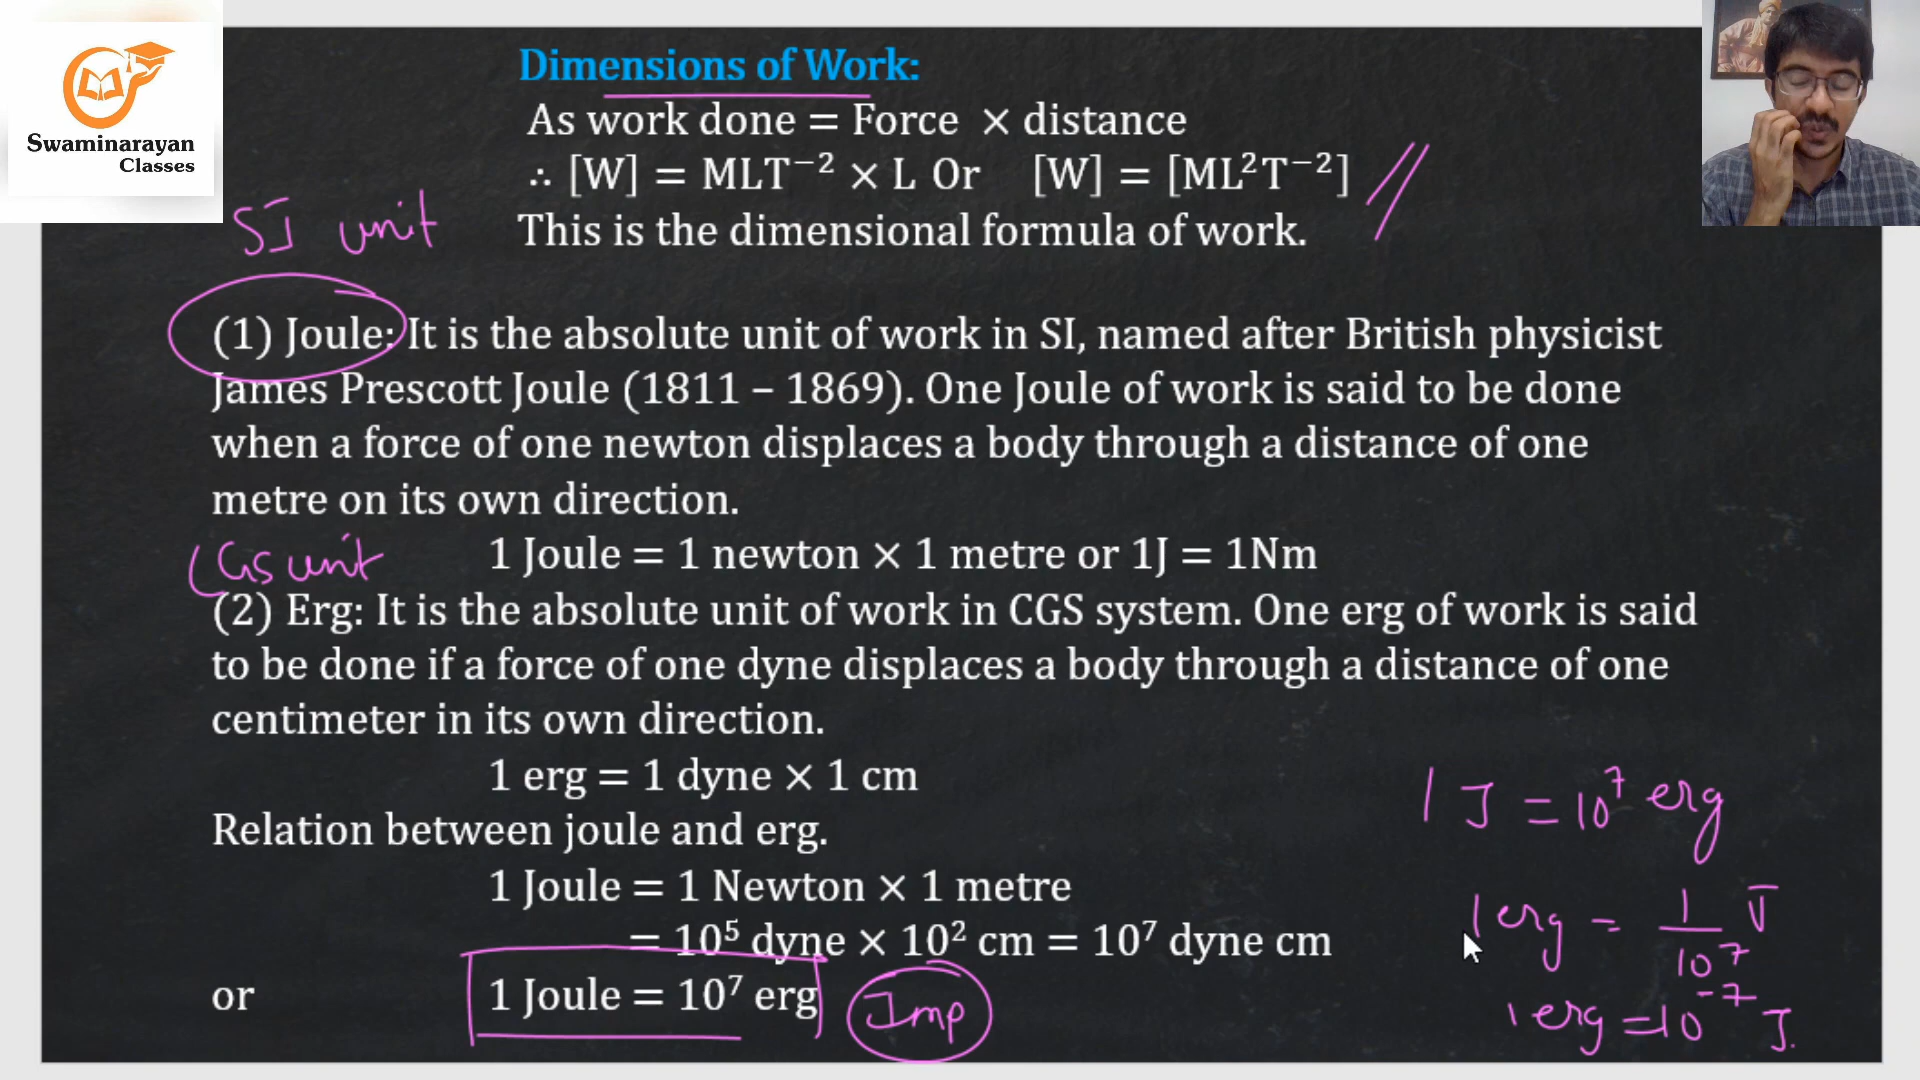 Swaminarayan
Classes
Dimensions of Work:
As work done = Force × distance
∴ [W] = MLT⁻² × L Or [W] = [ML²T⁻²]
This is the dimensional formula of work.
SI unit
(1) Joule: It is the absolute unit of work in SI, named after British physicist
James Prescott Joule (1811 – 1869). One Joule of work is said to be done
when a force of one newton displaces a body through a distance of one
metre on its own direction.
1 Joule = 1 newton × 1 metre or 1J = 1Nm
CGS unit
(2) Erg: It is the absolute unit of work in CGS system. One erg of work is said
to be done if a force of one dyne displaces a body through a distance of one
centimeter in its own direction.
1 erg = 1 dyne × 1 cm
Relation between joule and erg.
1 Joule = 1 Newton × 1 metre
= 10⁵ dyne × 10² cm = 10⁷ dyne cm
or 1 Joule = 10⁷ erg
Imp
1 J = 10⁷ erg
1 erg = 1/10⁷ J
1 erg = 10⁻⁷ J.